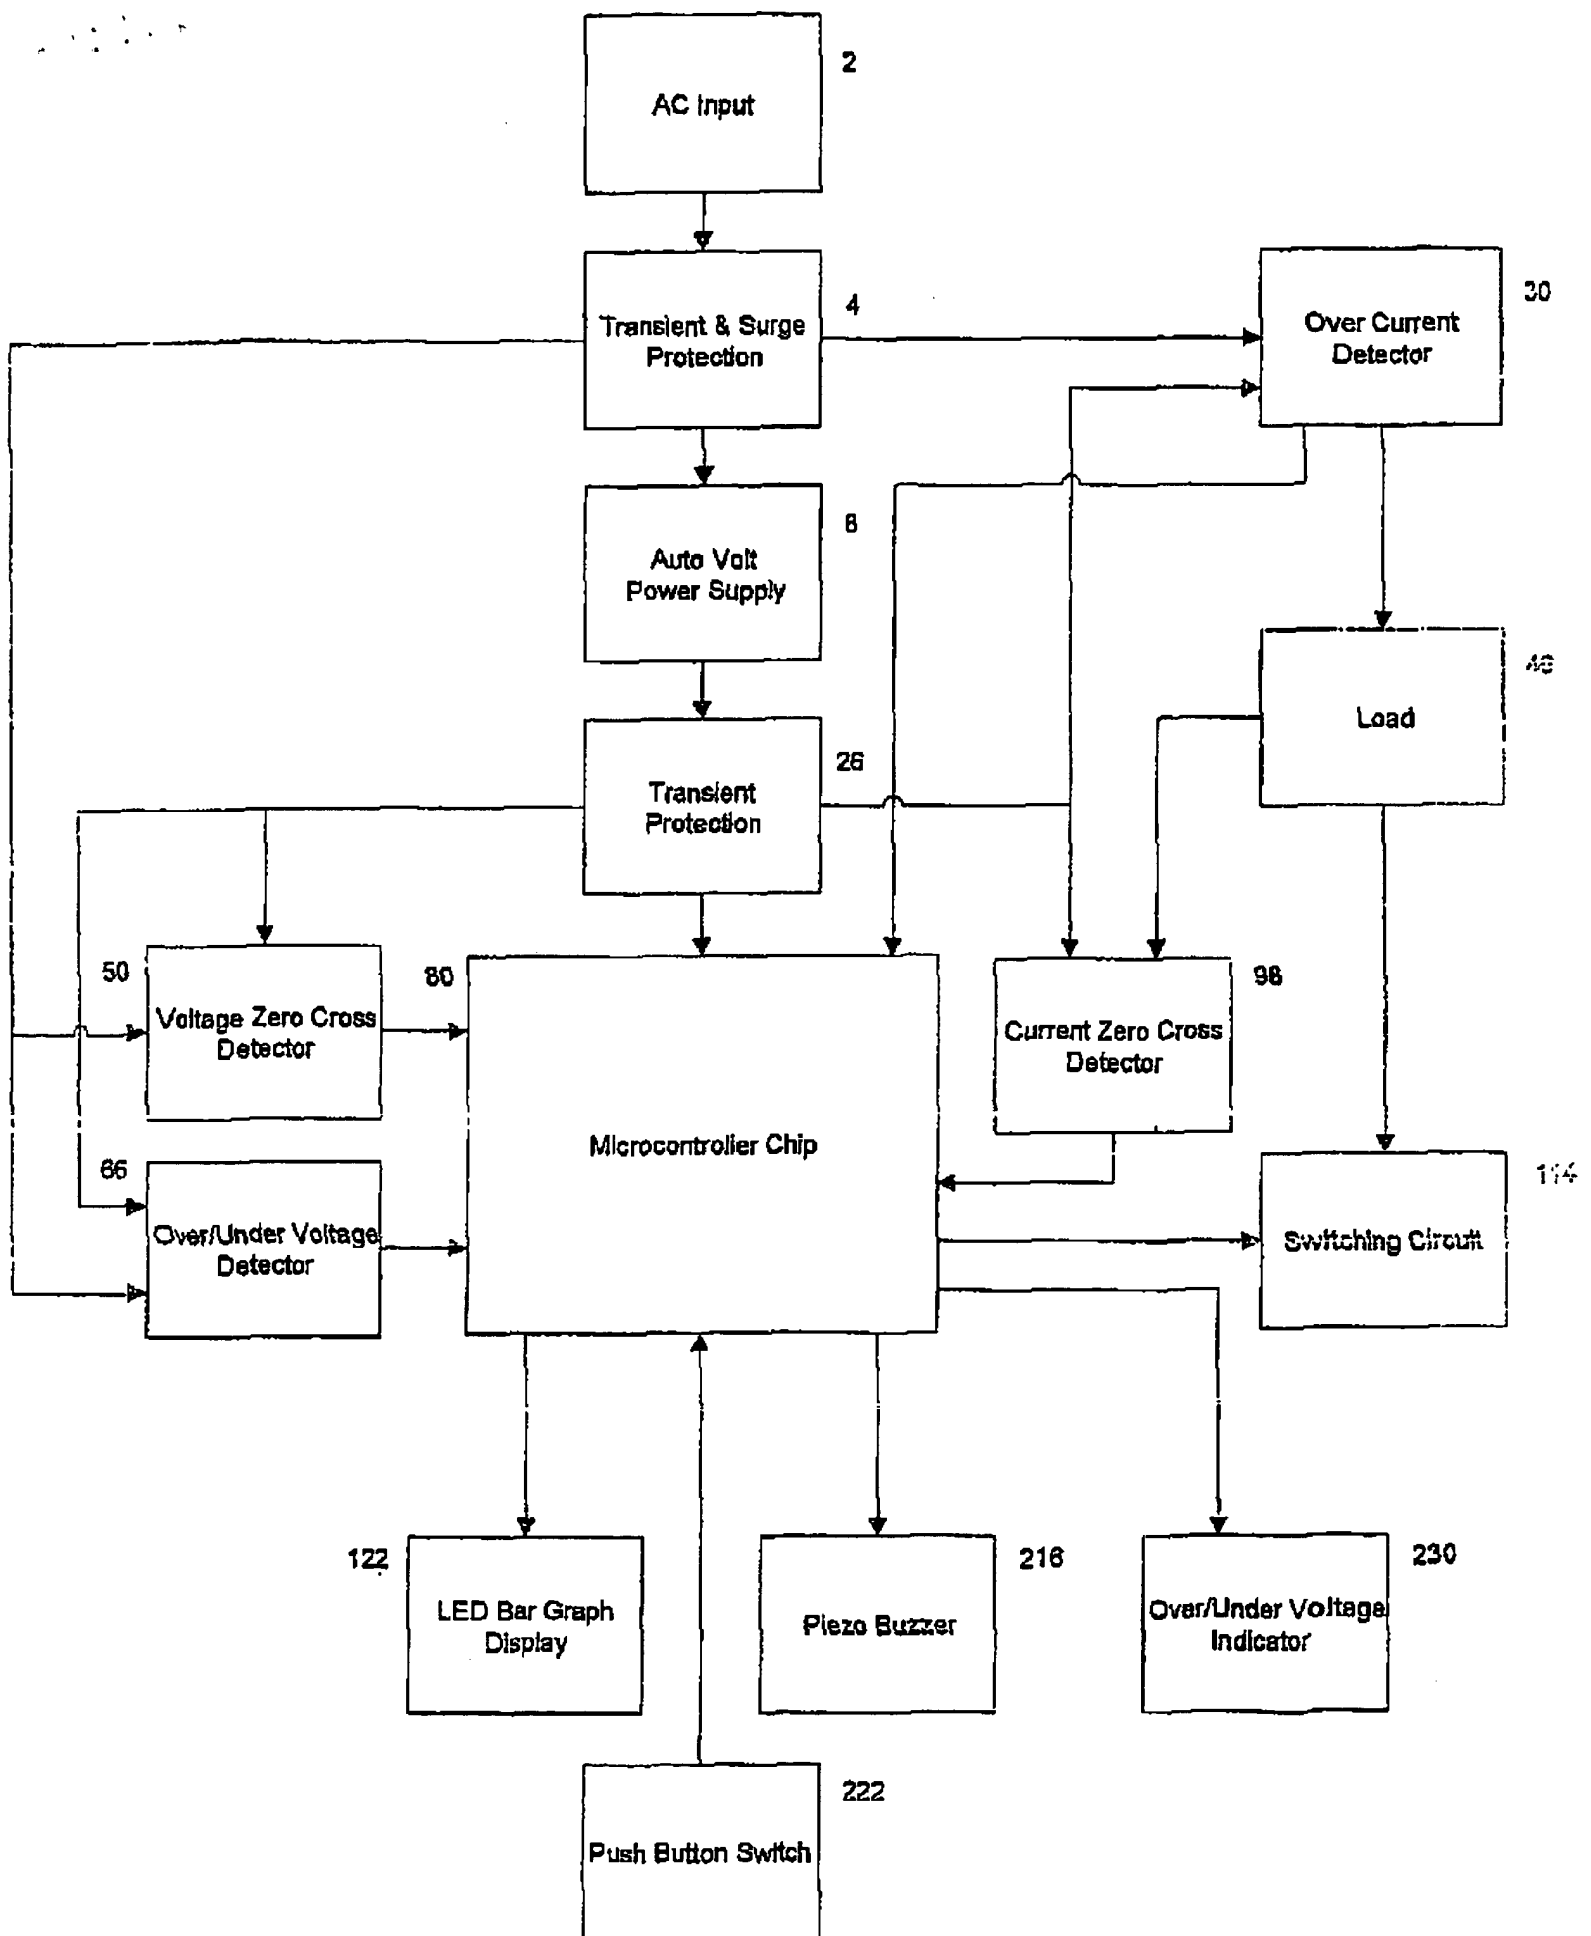 2
AC Input
4
Transient & Surge
Protection
30
Over Current
Detector
8
Auto Volt
Power Supply
26
Transient
Protection
Load
50
Voltage Zero Cross
Detector
80
Microcontroller Chip
98
Current Zero Cross
Detector
66
Over/Under Voltage
Detector
114
Switching Circuit
122
LED Bar Graph
Display
216
Piezo Buzzer
230
Over/Under Voltage
Indicator
222
Push Button Switch